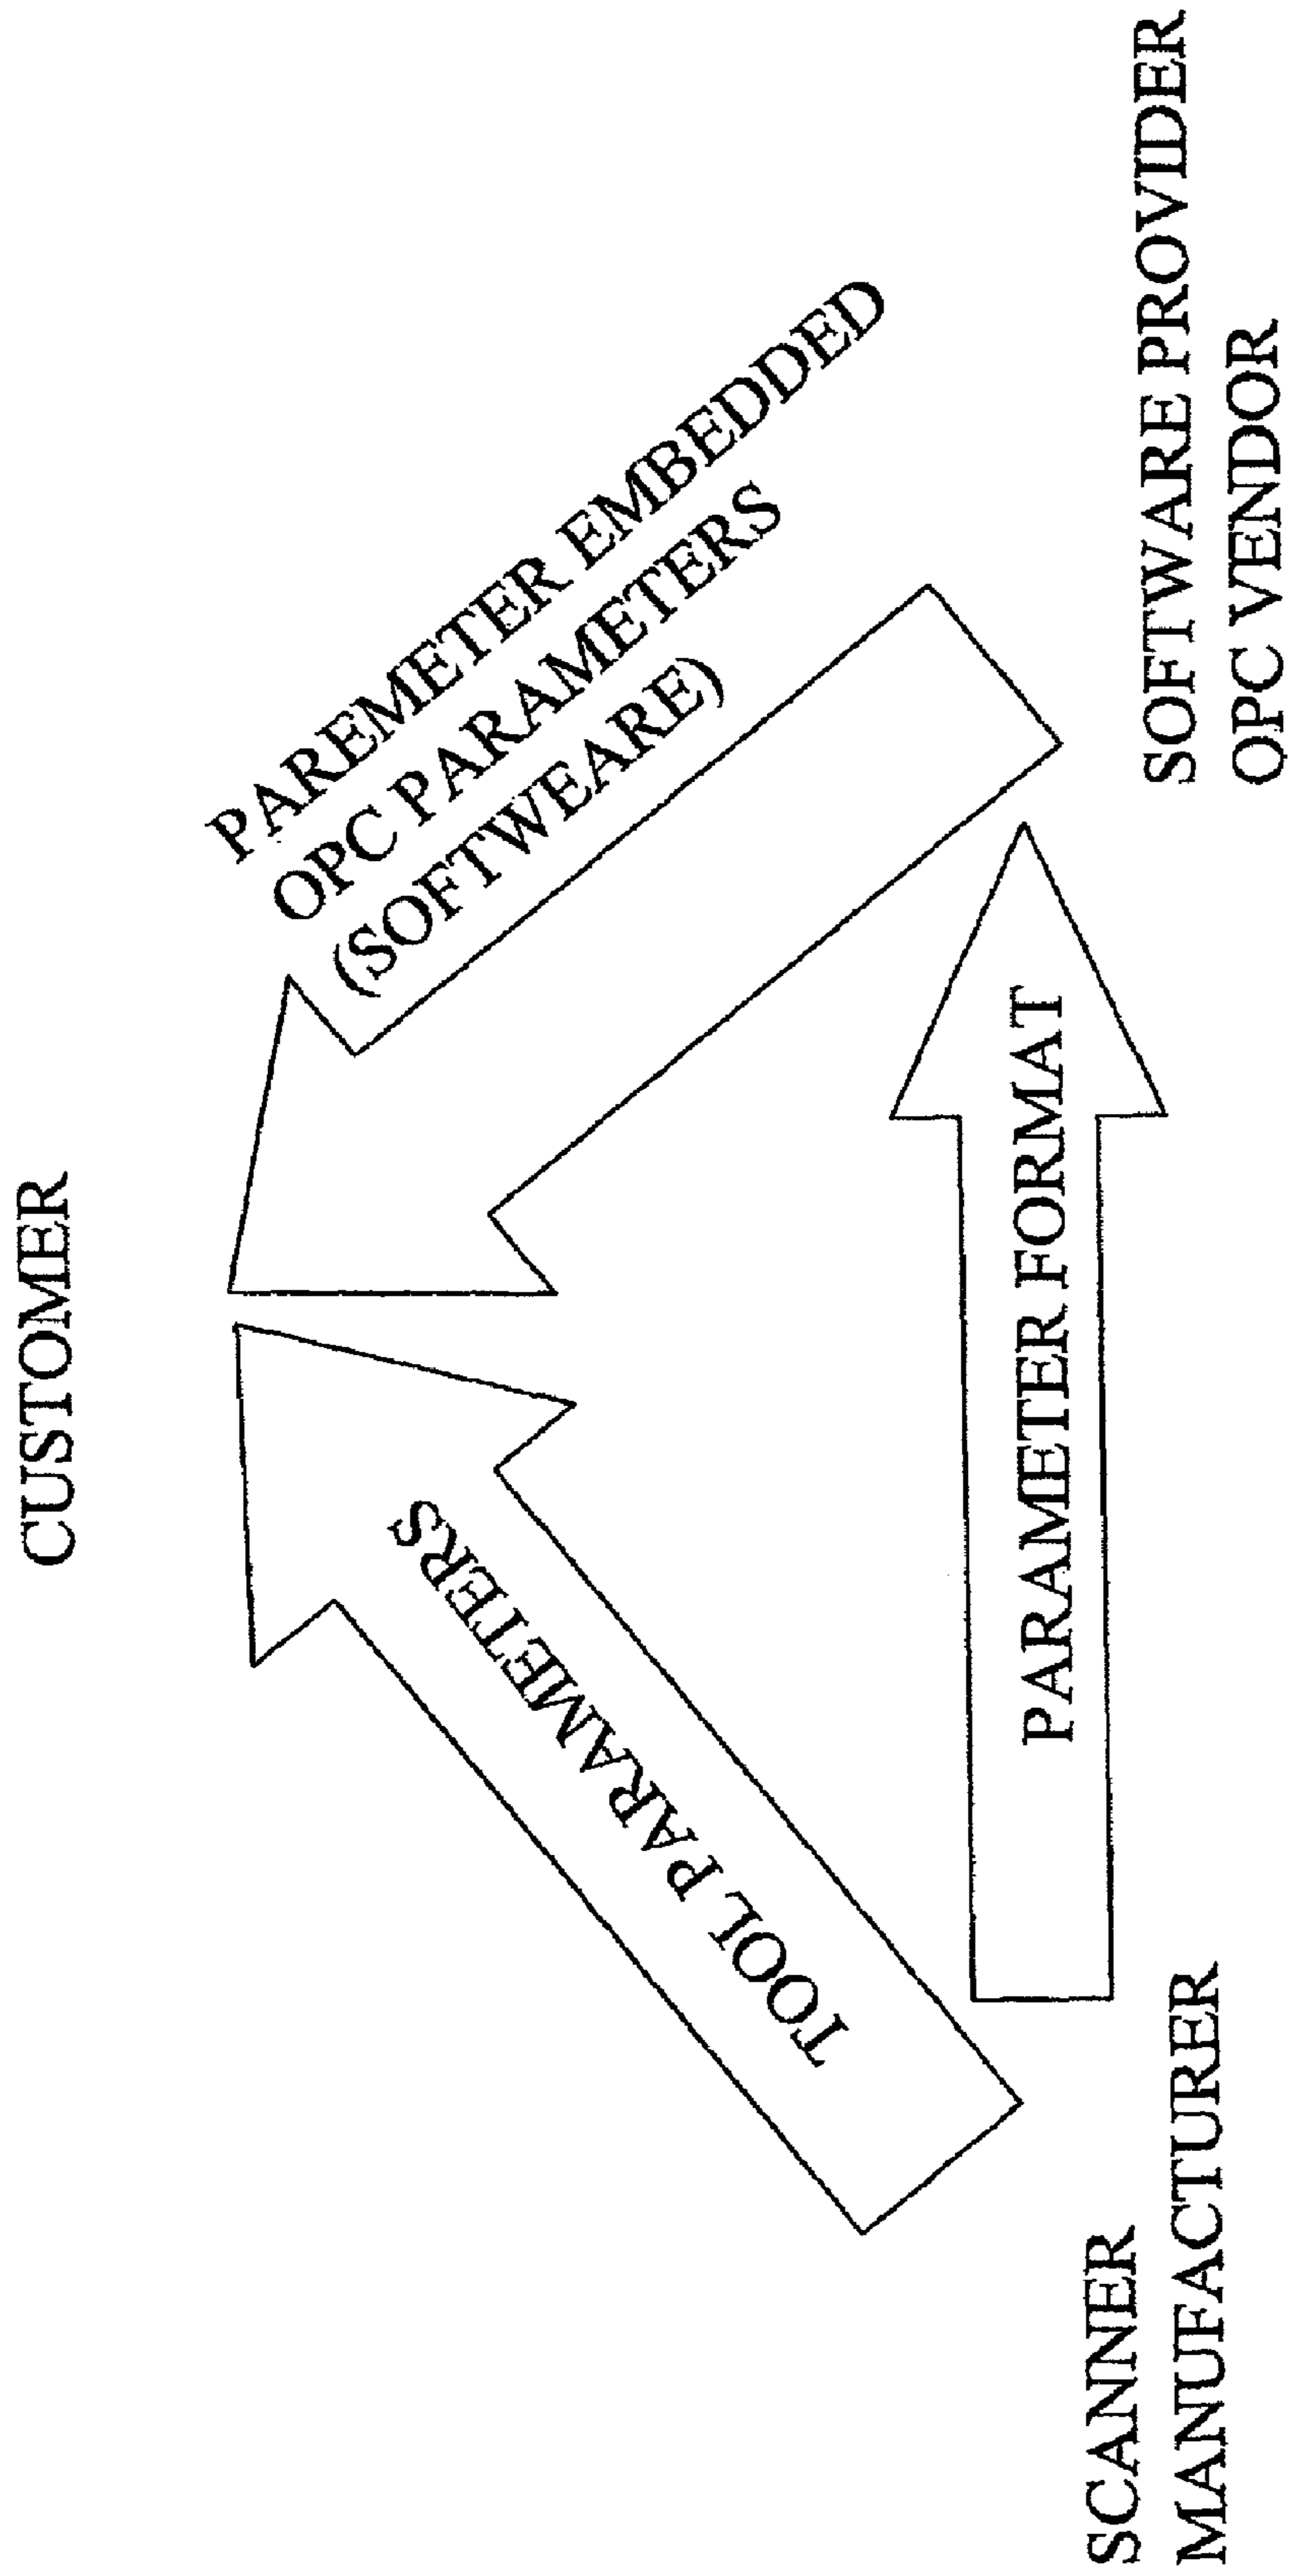 CUSTOMER
PAREMETER EMBEDDED
OPC PARAMETERS
(SOFTWEARE)
TOOL PARAMETERS
PARAMETER FORMAT
SCANNER
MANUFACTURER
SOFTWARE PROVIDER
OPC VENDOR